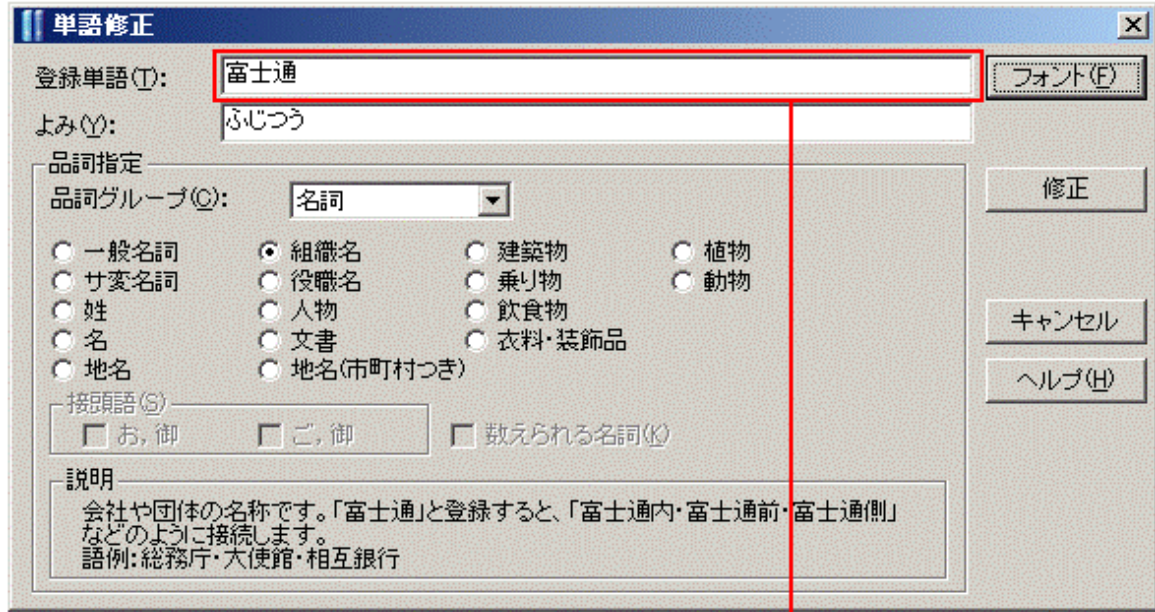 単語修正
登録単語(T): 富士通 フォント(F)
よみ(Y): ふじつう
品詞指定
品詞グループ(C): 名詞 修正
一般名詞 組織名 建築物 植物
サ変名詞 役職名 乗り物 動物
姓 人物 飲食物
名 文書 衣料・装飾品 キャンセル
地名 地名(市町村つき) ヘルプ(H)
接頭語(S)
お,御 ご,御 数えられる名詞(K)
説明
会社や団体の名称です。「富士通」と登録すると、「富士通内・富士通前・富士通側」
などのように接続します。
語例:総務庁・大使館・相互銀行